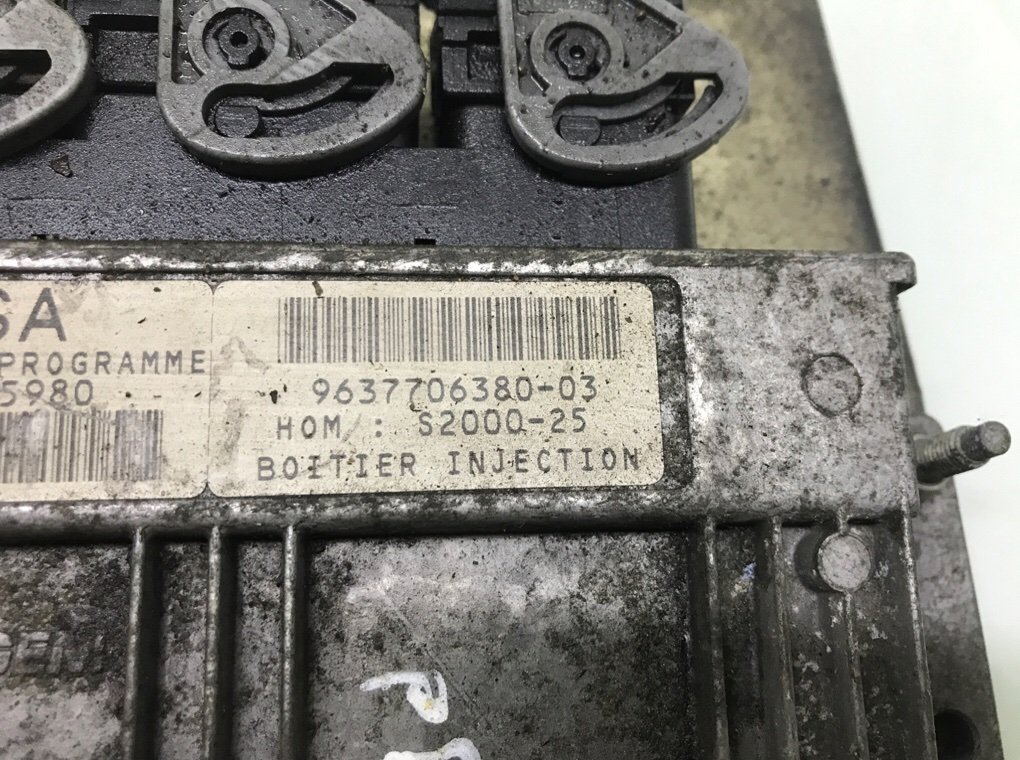 SA
PROGRAMME
5980
9637706380-03
HOM : S2000-25
BOITIER INJECTION